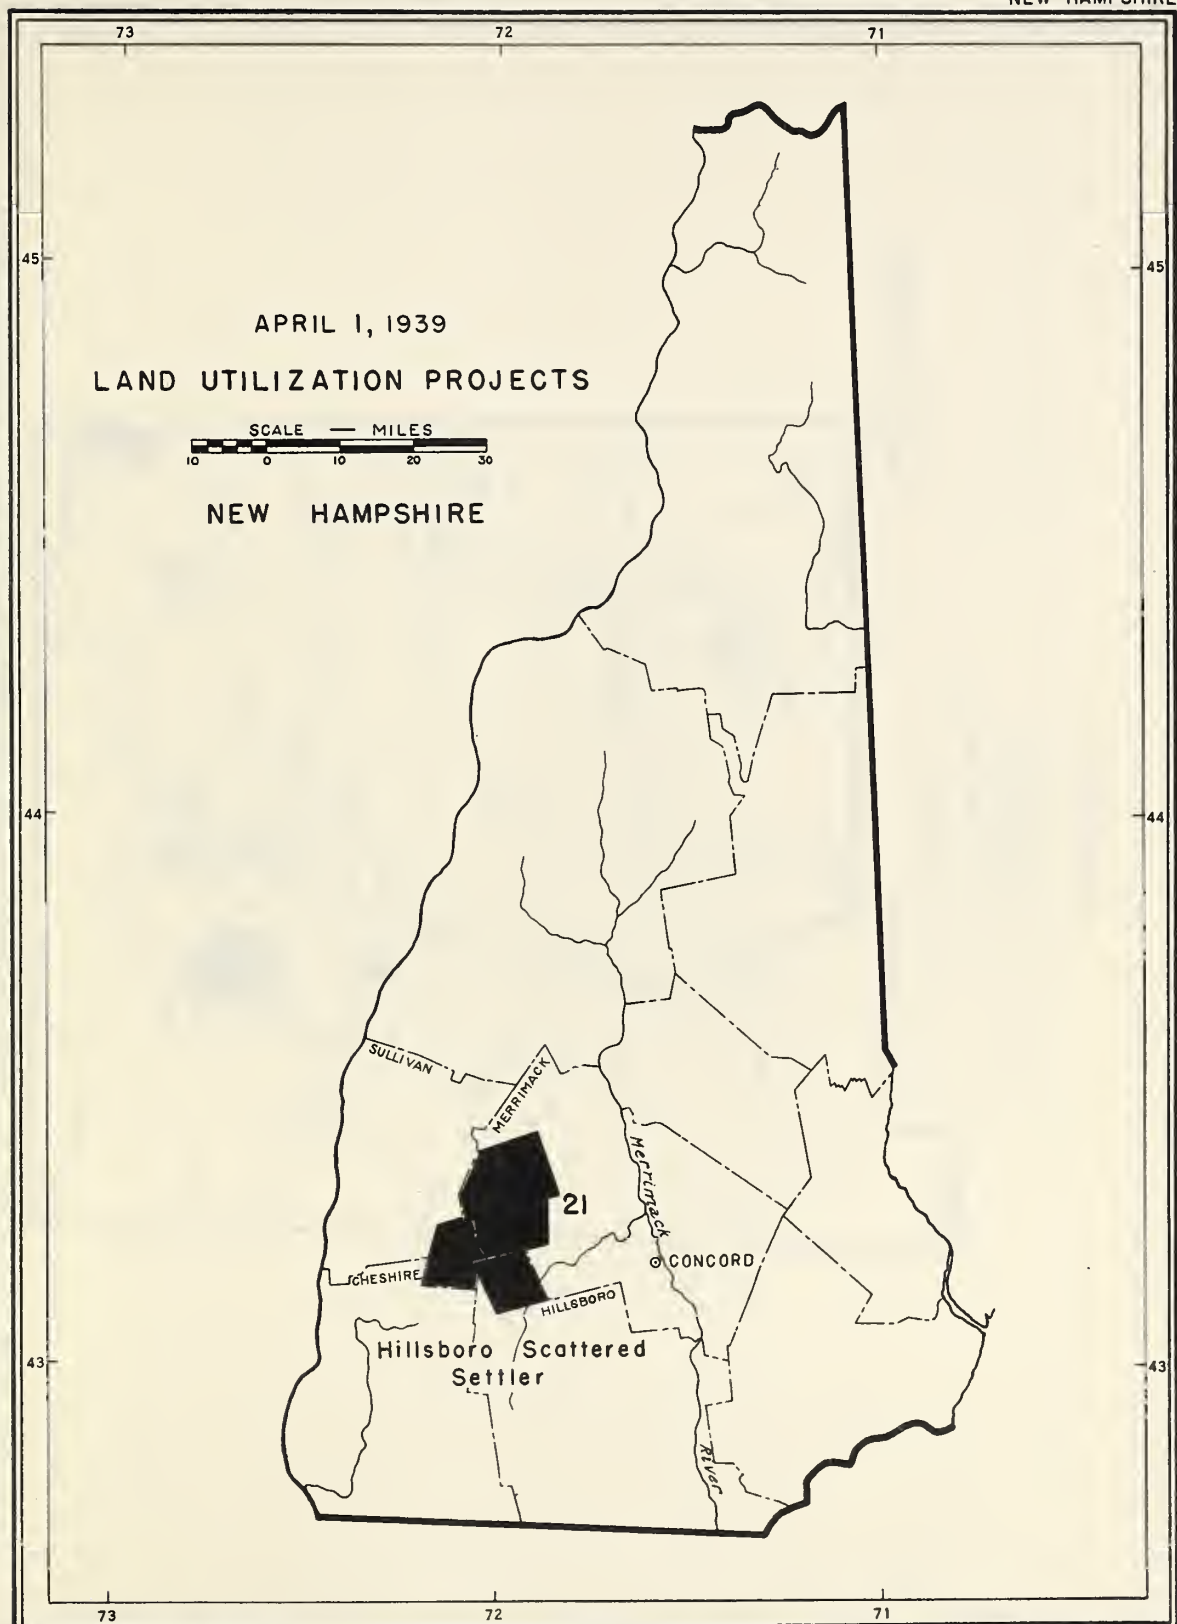 NEW HAMPSHIRE
73 72 71
45 45
APRIL 1, 1939
LAND UTILIZATION PROJECTS
SCALE — MILES
10 0 10 20 30
NEW HAMPSHIRE
44 44
SULLIVAN
MERRIMACK
21
Merrimack
CONCORD
CHESHIRE
HILLSBORO
Hillsboro Scattered
Settler
43 43
River
73 72 71